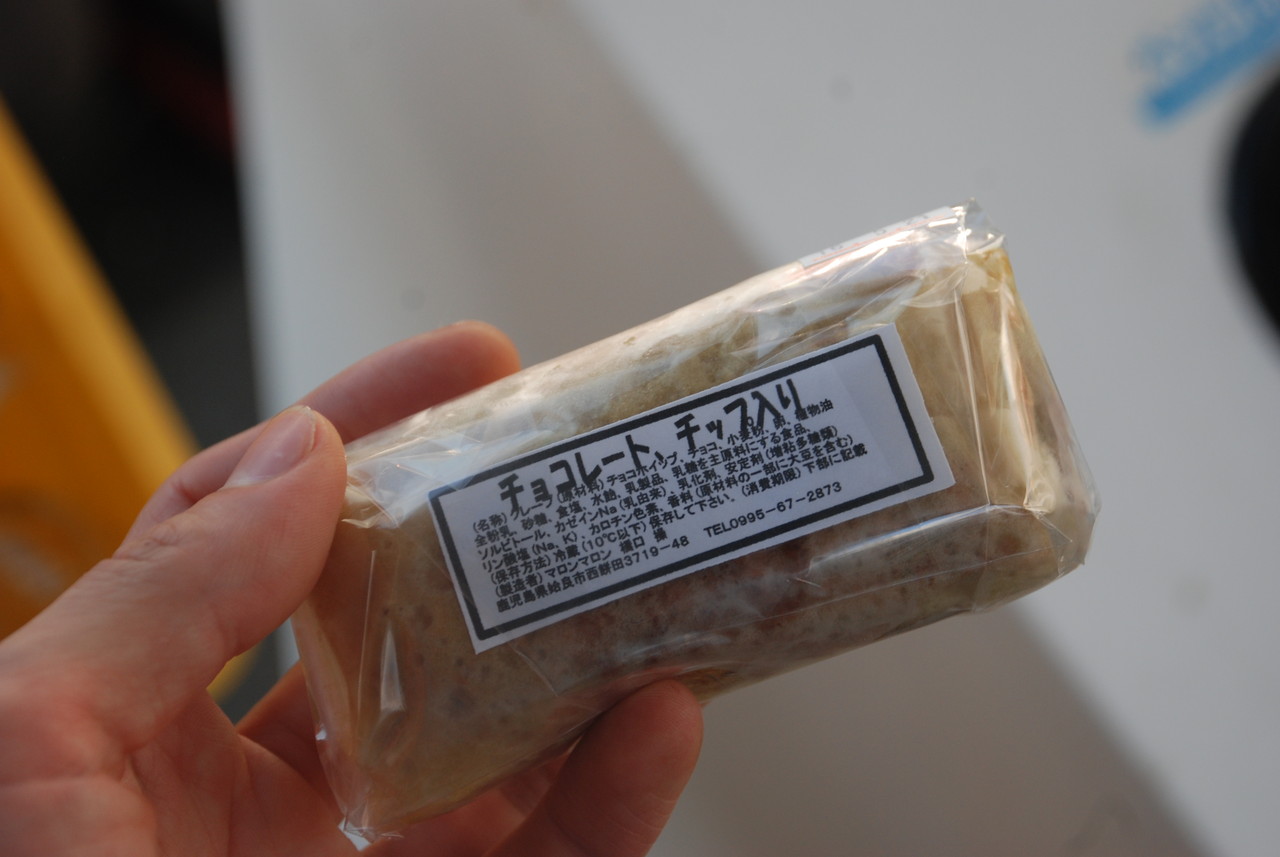 チョコレート、チップ入り
(名称)クレープ (原材料) チョコホイップ、チョコ、小麦粉、卵、植物油
全粉乳、砂糖、食塩、水飴、乳製品、乳糖を主原料にする食品、
ソルビトール、カゼインNa(乳由来)、乳化剤、安定剤(増粘多糖類)
リン酸塩(Na、K)、カロチン色素、香料(原材料の一部に大豆を含む)
(保存方法)冷蔵(10℃以下)保存して下さい。(消費期限)下部に記載
(製造者)マロンマロン 樋口 操
鹿児島県姶良市西餅田3719-48 TEL0995-67-2873